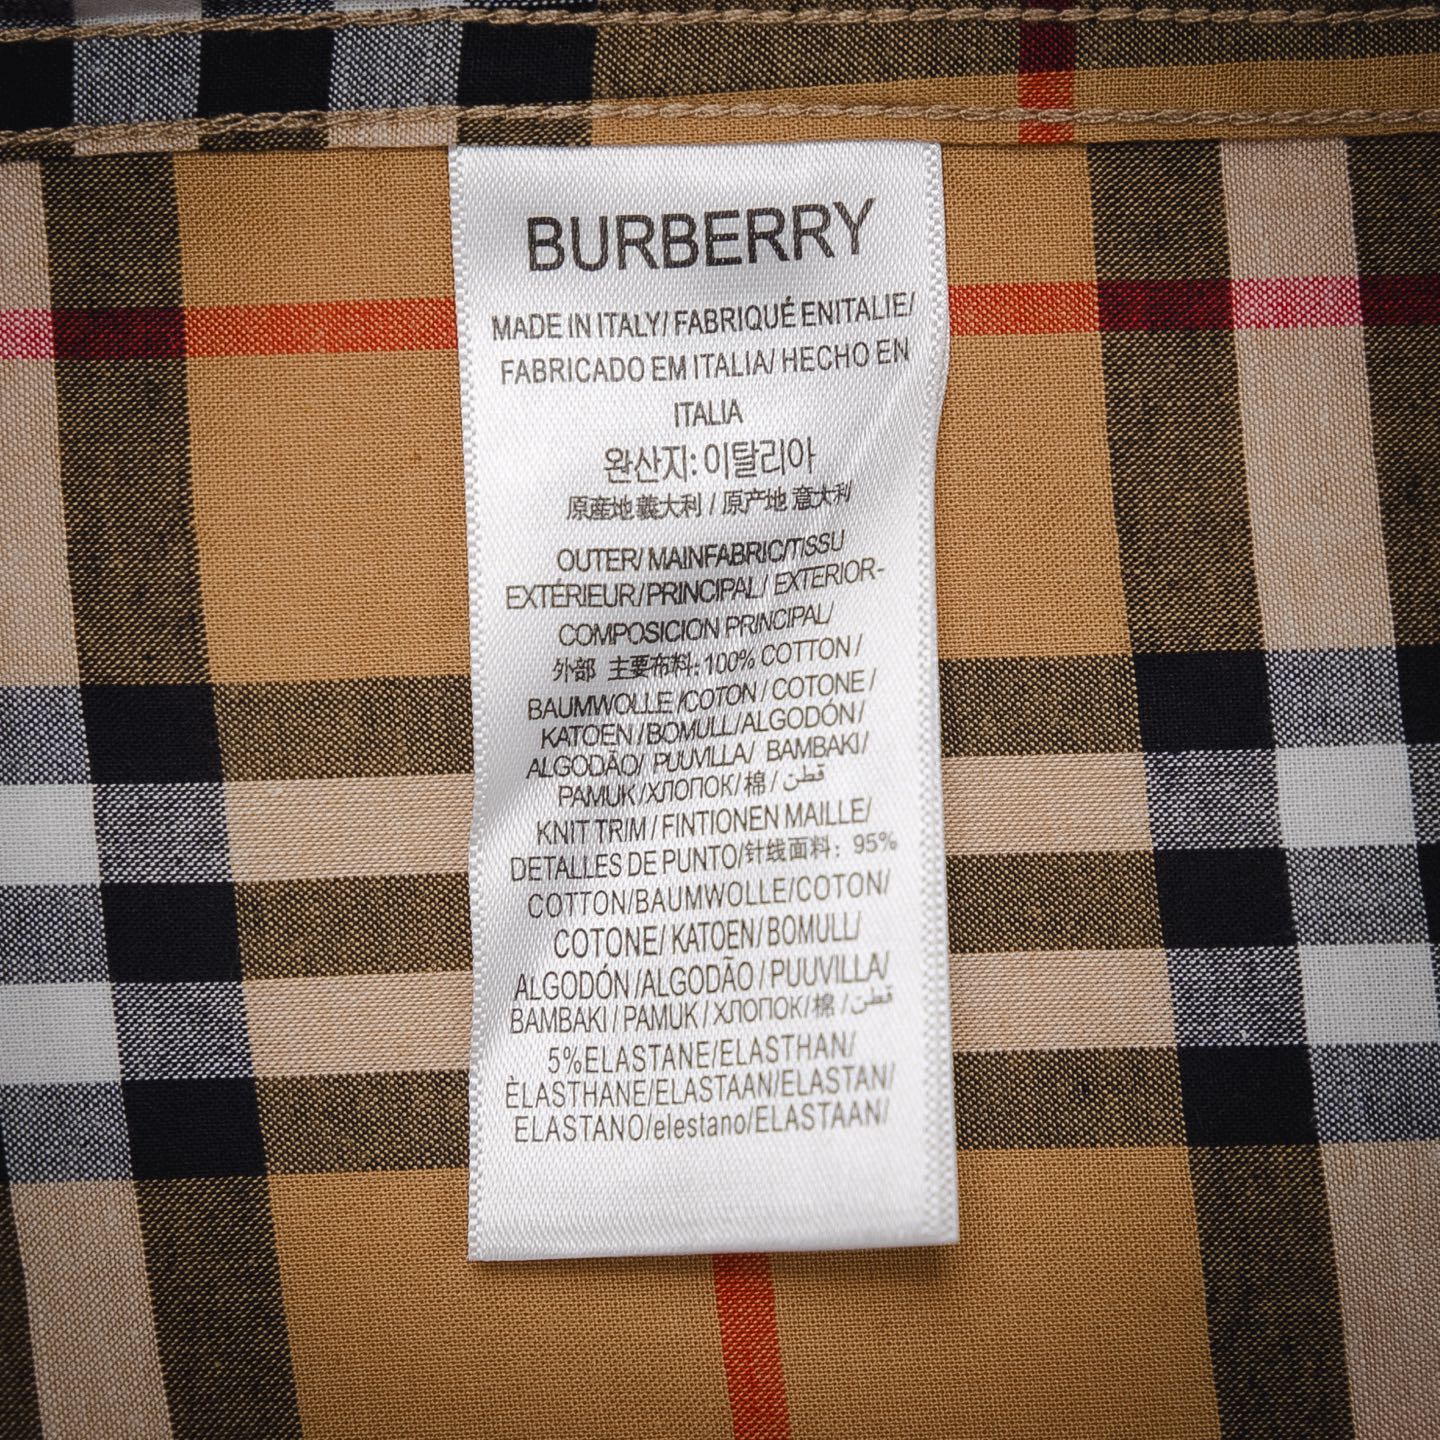 BURBERRY
MADE IN ITALY/ FABRIQUÉ ENITALIE/
FABRICADO EM ITALIA/ HECHO EN
ITALIA
완산지: 이탈리아
原産地義大利 / 原产地 意大利
OUTER/ MAINFABRIC/TISSU
EXTÉRIEUR/PRINCIPAL/ EXTERIOR-
COMPOSICION PRINCIPAL/
外部 主要布料: 100% COTTON /
BAUMWOLLE /COTON / COTONE /
KATOEN /BOMULL/ALGODÓN/
ALGODÃO/ PUUVILLA/ BAMBAKI/
PAMUK /ХЛОПОК/棉 / قطن
KNIT TRIM / FINTIONEN MAILLE/
DETALLES DE PUNTO/针线面料: 95%
COTTON/BAUMWOLLE/COTON/
COTONE/ KATOEN/ BOMULL/
ALGODÓN /ALGODÃO / PUUVILLA/
BAMBAKI / PAMUK / ХЛОПОК/棉 / قطن
5%ELASTANE/ELASTHAN/
ÈLASTHANE/ELASTAAN/ELASTAN/
ELASTANO/elestano/ELASTAAN/